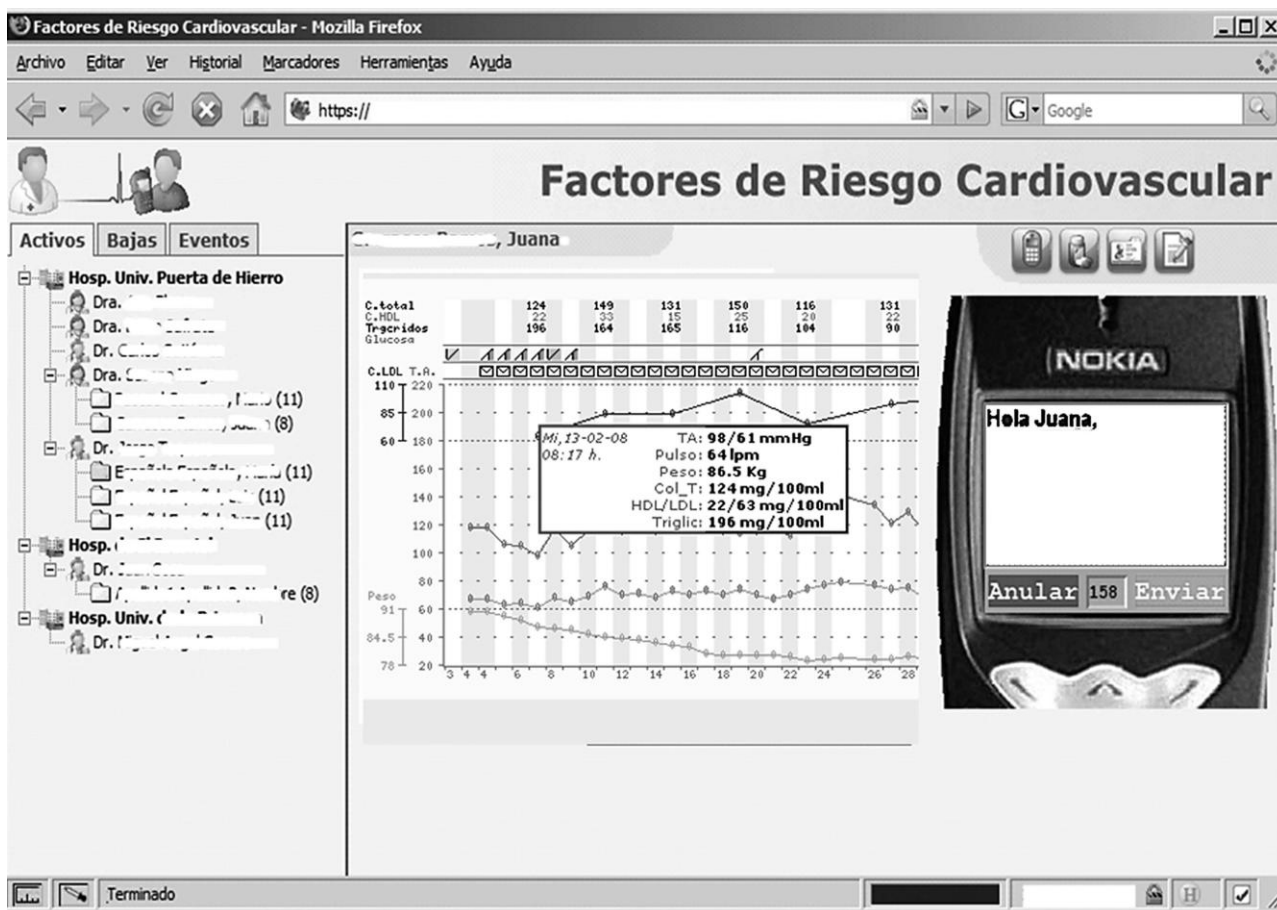 Factores de Riesgo Cardiovascular - Mozilla Firefox
Archivo Editar Ver Historial Marcadores Herramientas Ayuda
https://
G Google
Factores de Riesgo Cardiovascular
Activos Bajas Eventos
, Juana
Hosp. Univ. Puerta de Hierro
Dra.
Dra.
Dr.
Dra.
(11)
(8)
Dr.
(11)
(11)
(11)
Hosp.
Dr.
(8)
Hosp. Univ.
Dr.
C.total 124 149 131 150 116 131
C.HDL 22 33 15 25 20 22
Trgcridos 196 164 165 116 104 90
Glucosa
C.LDL T.A.
110 220
85 200
60 180
160
140
120
100
80
Peso
91 60
84.5 40
78 20
3 4 4 6 8 10 12 14 16 18 20 22 24 26 28
Mi,13-02-08 TA: 98/61 mmHg
08:17 h. Pulso: 64 lpm
Peso: 86.5 Kg
Col_T: 124 mg/100ml
HDL/LDL: 22/63 mg/100ml
Triglic: 196 mg/100ml
NOKIA
Hola Juana,
Anular 158 Enviar
Terminado
H